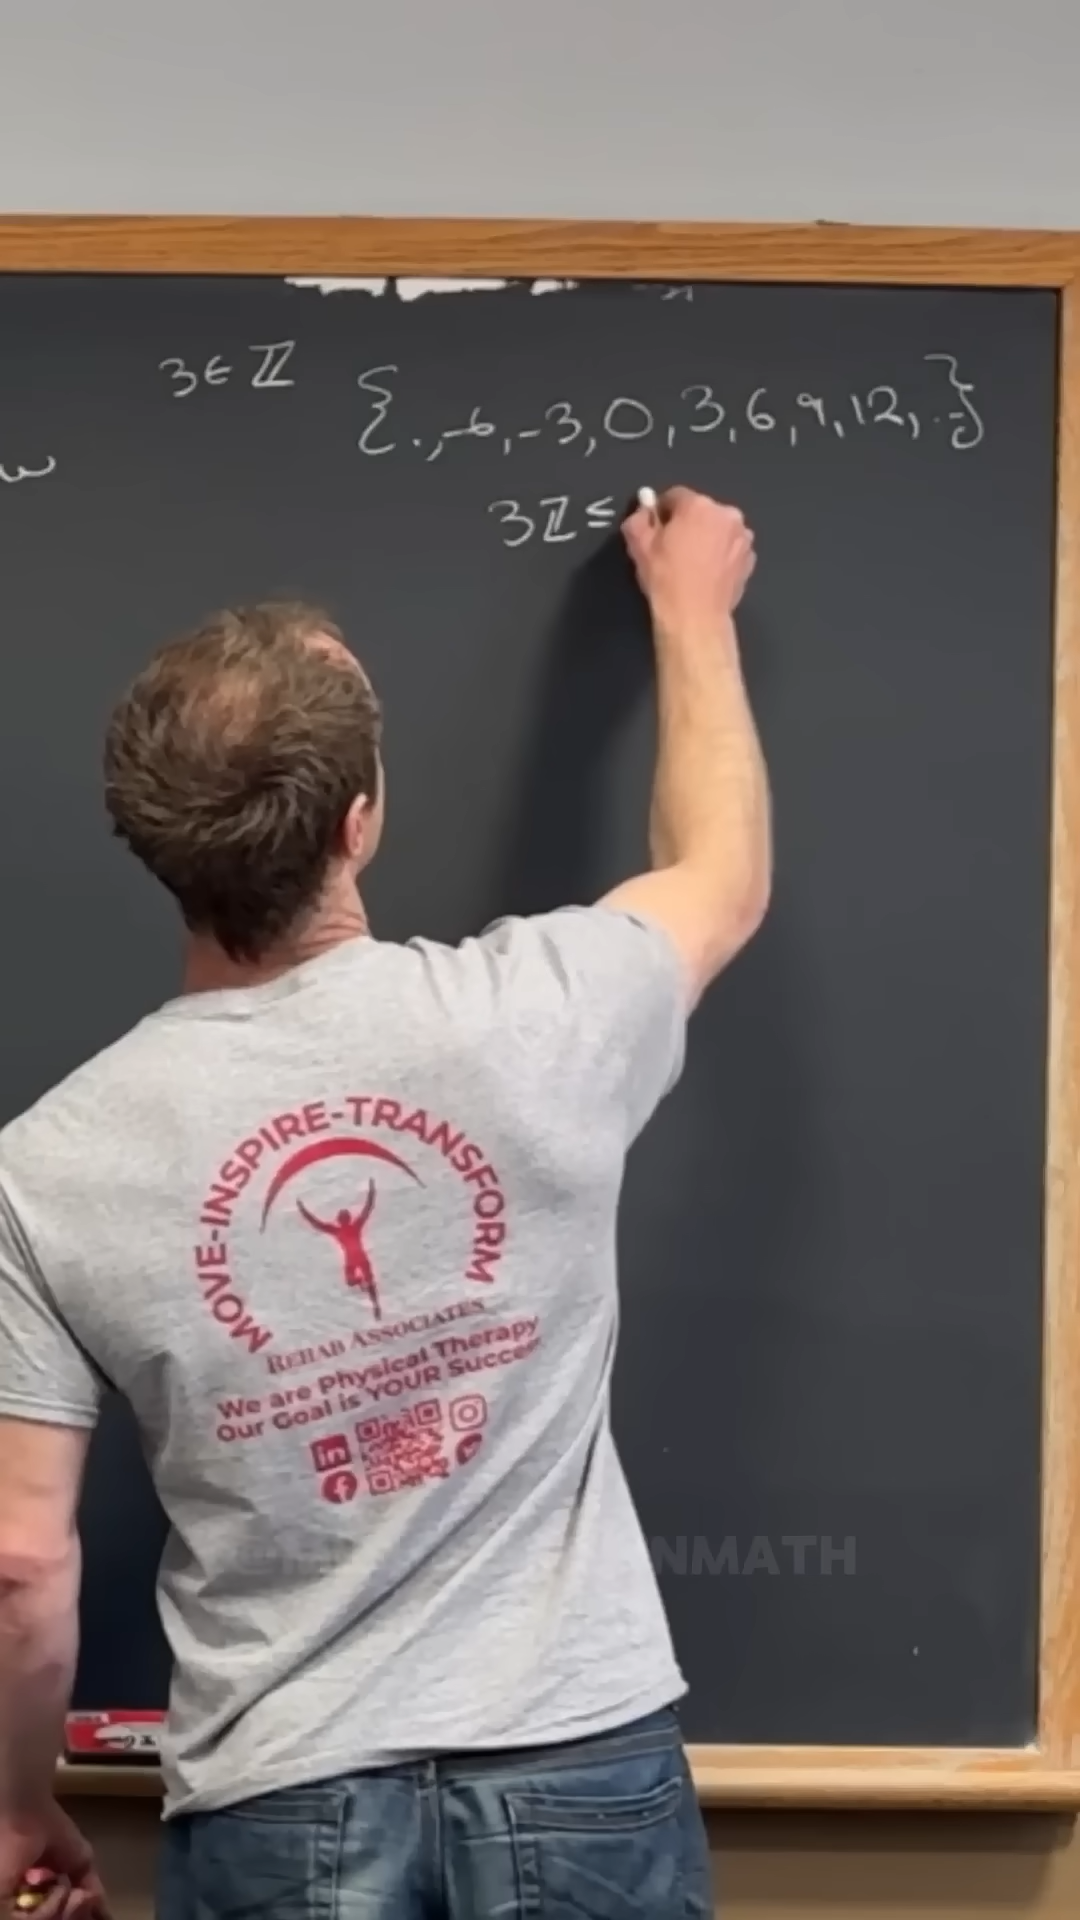 3 ∈ ℤ
{.,-6,-3,0,3,6,9,12,..}
w
3ℤ ≤
MOVE-INSPIRE-TRANSFORM
REHAB ASSOCIATES
We are Physical Therapy
Our Goal is YOUR Success
in
f
NMATH